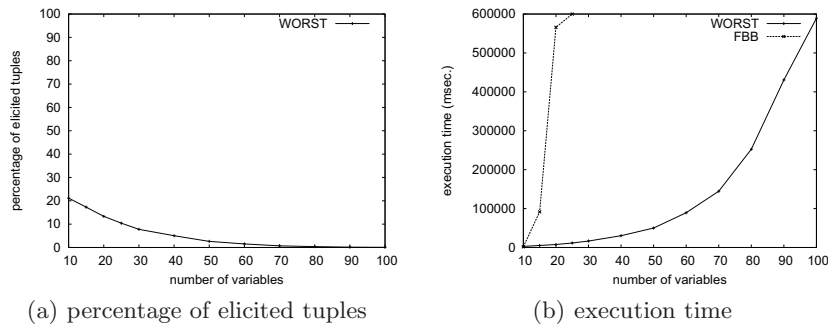 100
90
80
70
60
50
40
30
20
10
0
10 20 30 40 50 60 70 80 90 100
percentage of elicited tuples
number of variables
WORST
(a) percentage of elicited tuples
600000
500000
400000
300000
200000
100000
0
10 20 30 40 50 60 70 80 90 100
execution time (msec.)
number of variables
WORST
FBB
(b) execution time